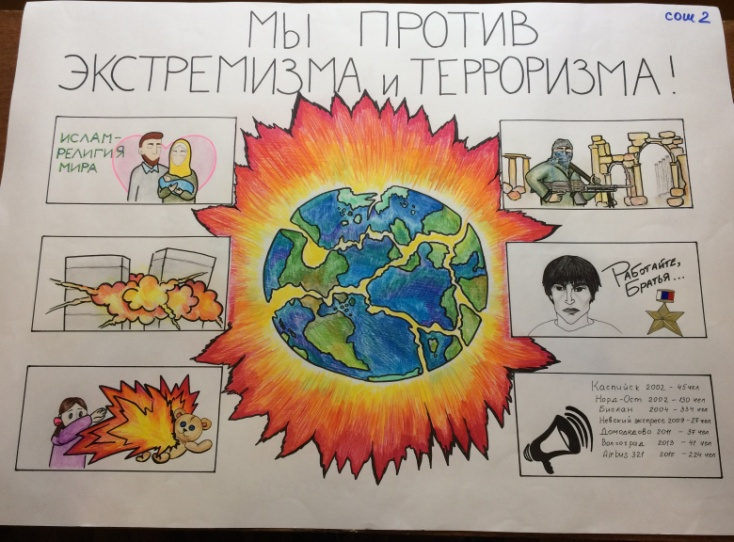 сош 2
МЫ ПРОТИВ
ЭКСТРЕМИЗМА и ТЕРРОРИЗМА!
ИСЛАМ-
РЕЛИГИЯ
МИРА
РАБОТАЙТЕ,
БРАТЬЯ...
Каспийск 2002 - 45 чел
Норд-Ост 2002 - 130 чел
Беслан 2004 - 334 чел
Невский экспресс 2009 - 28 чел
Домодедово 2011 - 37 чел
Волгоград 2013 - 41 чел
Airbus 321 2015 - 224 чел